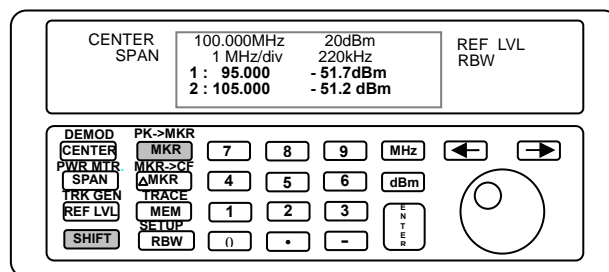 CENTER 100.000MHz 20dBm REF LVL
SPAN 1 MHz/div 220kHz RBW
1 : 95.000 - 51.7dBm
2 : 105.000 - 51.2 dBm
DEMOD PK->MKR
CENTER MKR 7 8 9 MHz
PWR MTR. MKR->CF
SPAN △MKR 4 5 6 dBm
TRK GEN TRACE
REF LVL MEM 1 2 3 ENTER
SETUP
SHIFT RBW 0 • -